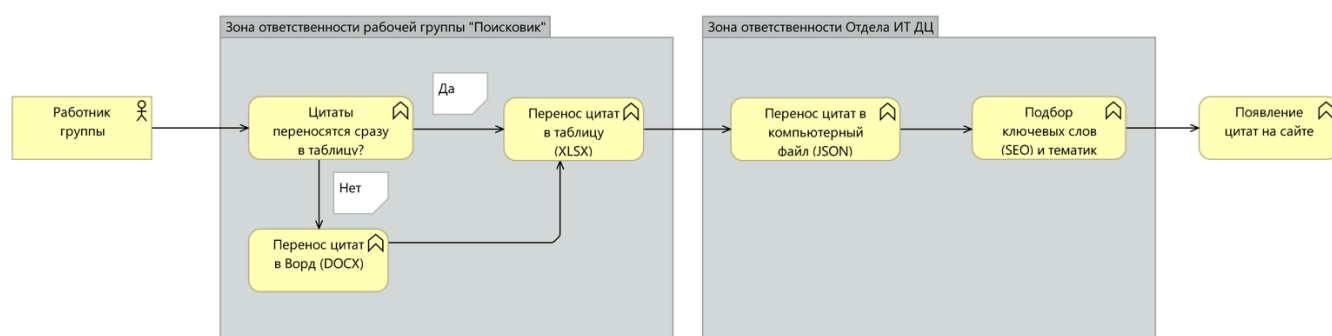 Зона ответственности рабочей группы "Поисковик"
Зона ответственности Отдела ИТ ДЦ
Работник
группы
Цитаты
переносятся сразу
в таблицу?
Да
Перенос цитат
в таблицу
(XLSX)
Перенос цитат в
компьютерный
файл (JSON)
Подбор
ключевых слов
(SEO) и тематик
Появление
цитат на сайте
Нет
Перенос цитат
в Ворд (DOCX)